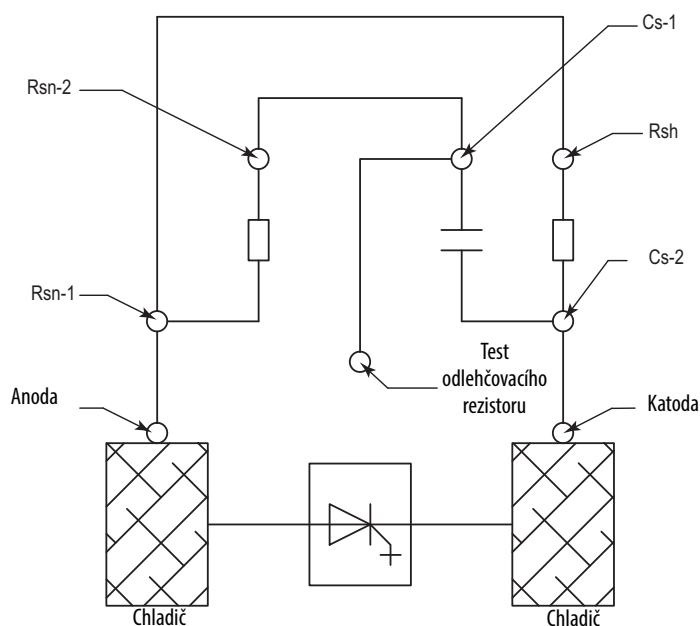 Cs-1
Rsn-2
Rsh
Rsn-1
Cs-2
Test
odlehčovacího
rezistoru
Anoda
Katoda
Chladič
Chladič